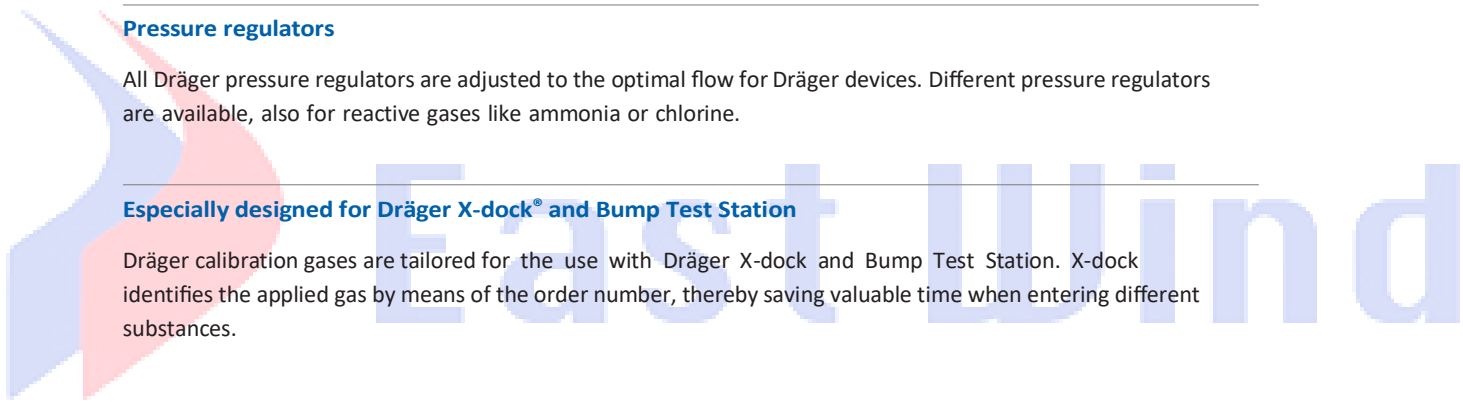 Pressure regulators
All Dräger pressure regulators are adjusted to the optimal flow for Dräger devices. Different pressure regulators
are available, also for reactive gases like ammonia or chlorine.
Especially designed for Dräger X-dock® and Bump Test Station
Dräger calibration gases are tailored for the use with Dräger X-dock and Bump Test Station. X-dock
identifies the applied gas by means of the order number, thereby saving valuable time when entering different
substances.
East Wind